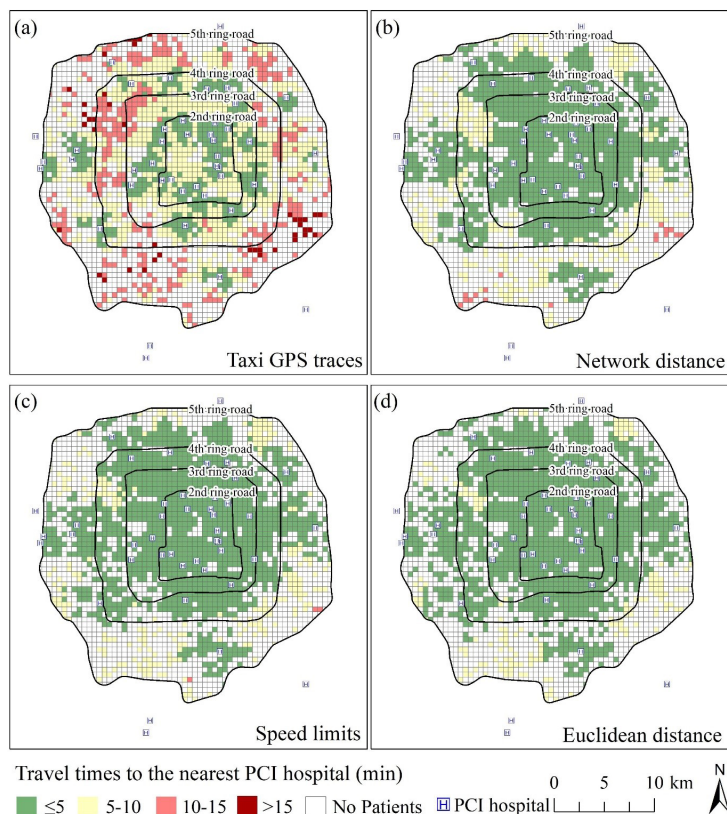 (a)
5th ring road
4th ring road
3rd ring road
2nd ring road
Taxi GPS traces
(b)
5th ring road
4th ring road
3rd ring road
2nd ring road
Network distance
(c)
5th ring road
4th ring road
3rd ring road
2nd ring road
Speed limits
(d)
5th ring road
4th ring road
3rd ring road
2nd ring road
Euclidean distance
Travel times to the nearest PCI hospital (min)
≤5 5-10 10-15 >15 No Patients H PCI hospital
0 5 10 km
N